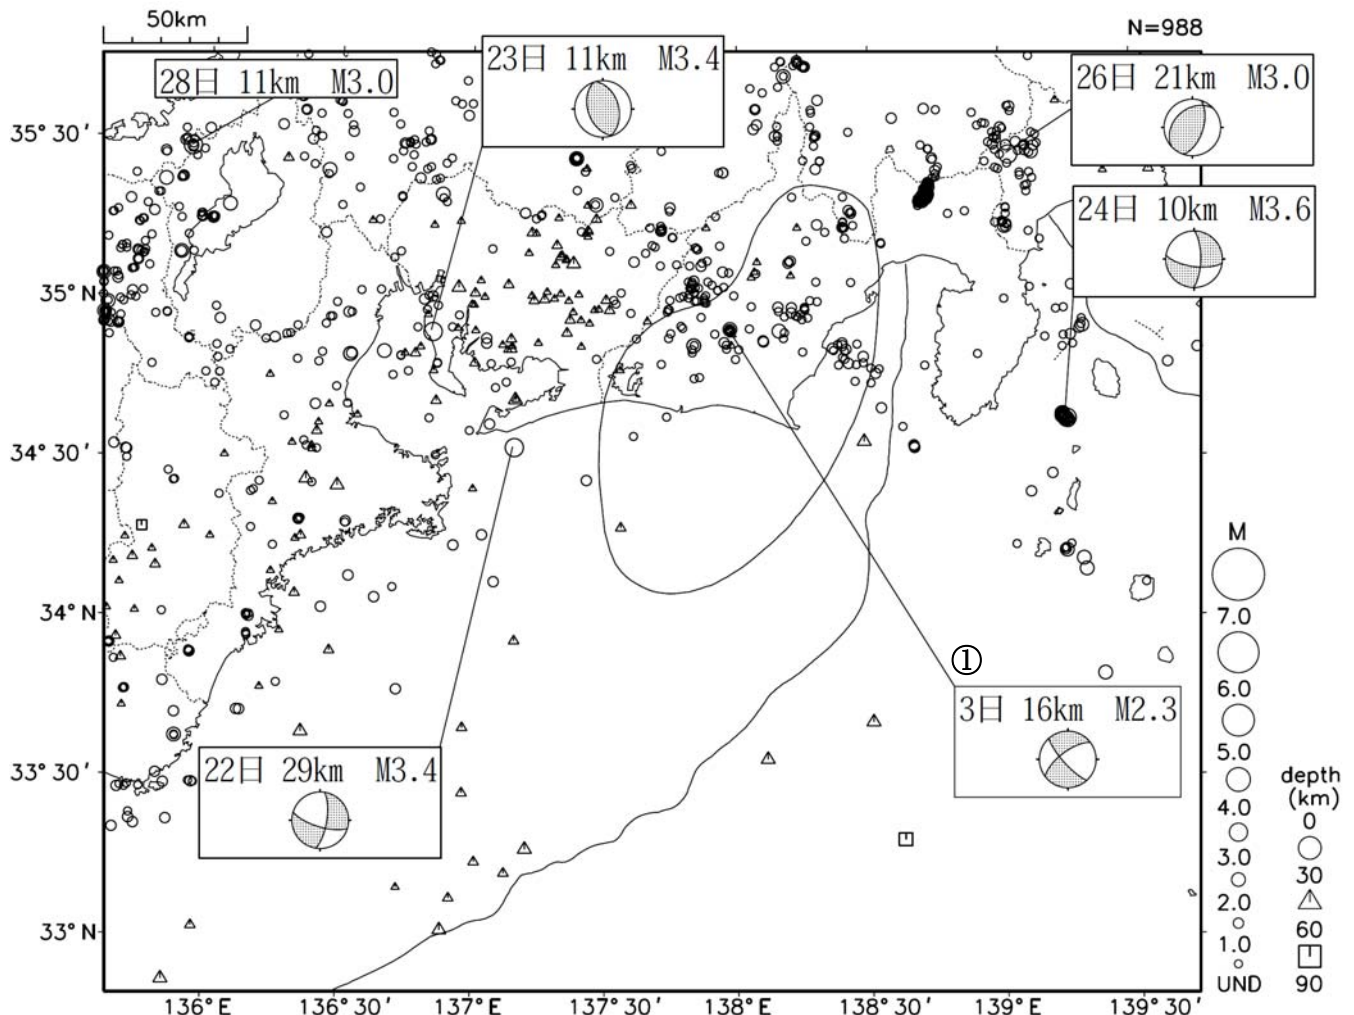 50km
N=988
28日 11km M3.0
23日 11km M3.4
26日 21km M3.0
24日 10km M3.6
35°30′
35°N
34°30′
34°N
33°30′
33°N
①
3日 16km M2.3
22日 29km M3.4
M
7.0
6.0
5.0
4.0
3.0
2.0
1.0
UND
depth
(km)
0
30
60
90
136°E
136°30′
137°E
137°30′
138°E
138°30′
139°E
139°30′